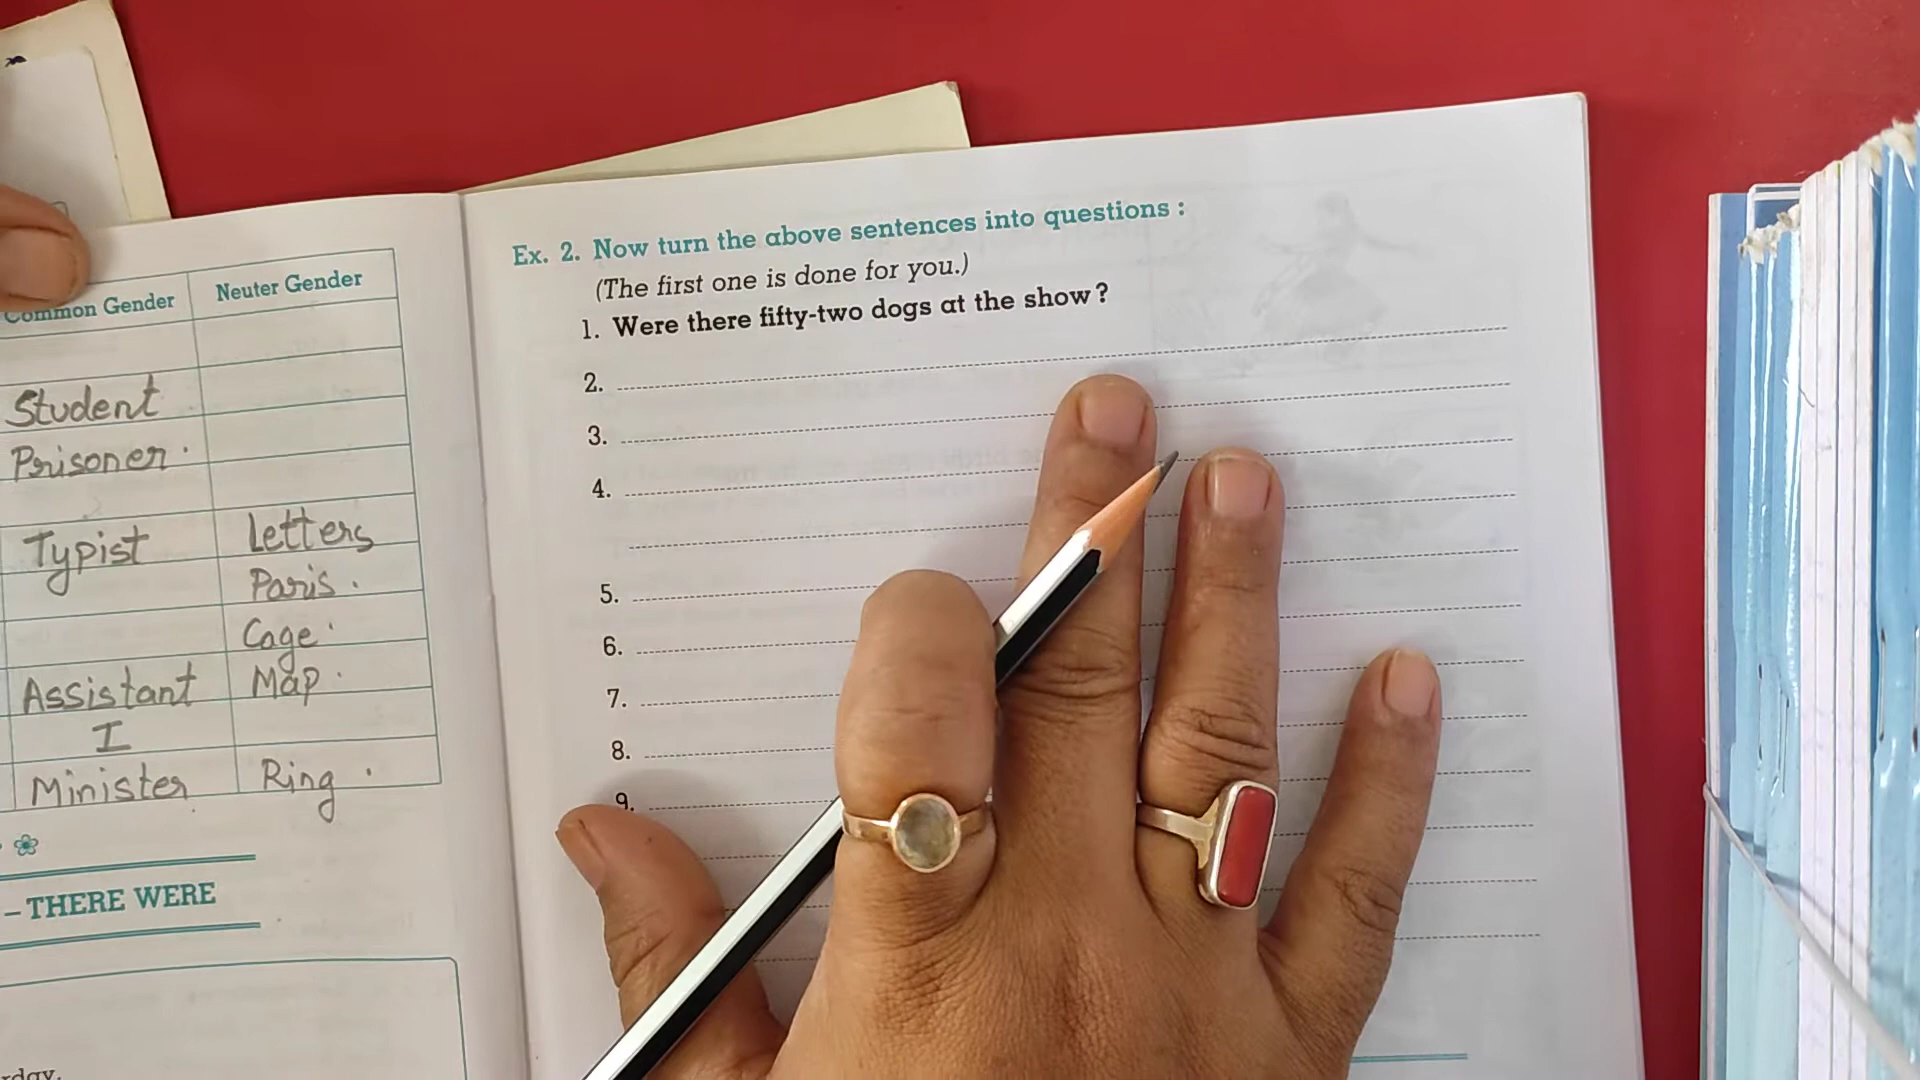 Common Gender Neuter Gender
Student
Prisoner.
Typist Letters
Paris.
Cage.
Assistant Map.
I
Minister Ring.
– THERE WERE
Ex. 2. Now turn the above sentences into questions :
(The first one is done for you.)
1. Were there fifty-two dogs at the show?
2.
3.
4.
5.
6.
7.
8.
9.